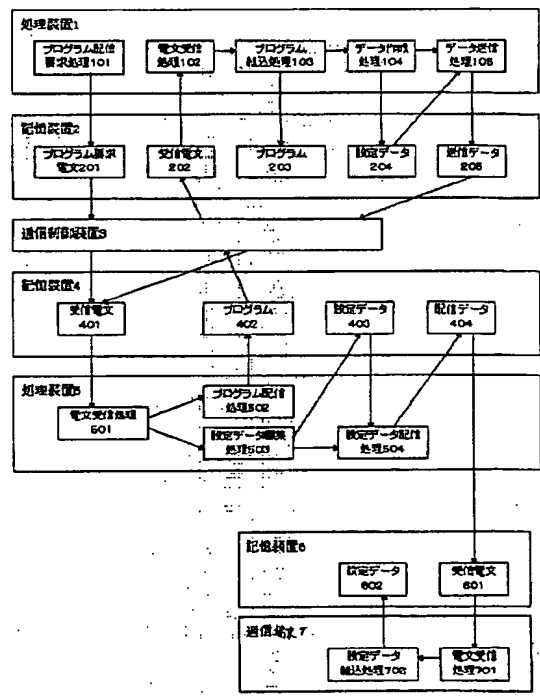 処理装置1
プログラム配信
要求処理101
電文受信
処理102
プログラム
組込処理103
データ作成
処理104
データ送信
処理105
記憶装置2
プログラム要求
電文201
受信電文
202
プログラム
203
設定データ
204
送信データ
205
通信制御装置3
記憶装置4
受信電文
401
プログラム
402
設定データ
403
配信データ
404
処理装置5
電文受信処理
501
プログラム配信
処理502
設定データ編集
処理503
設定データ配信
処理504
記憶装置6
設定データ
602
受信電文
601
通信端末7
設定データ
組込処理702
電文受信
処理701